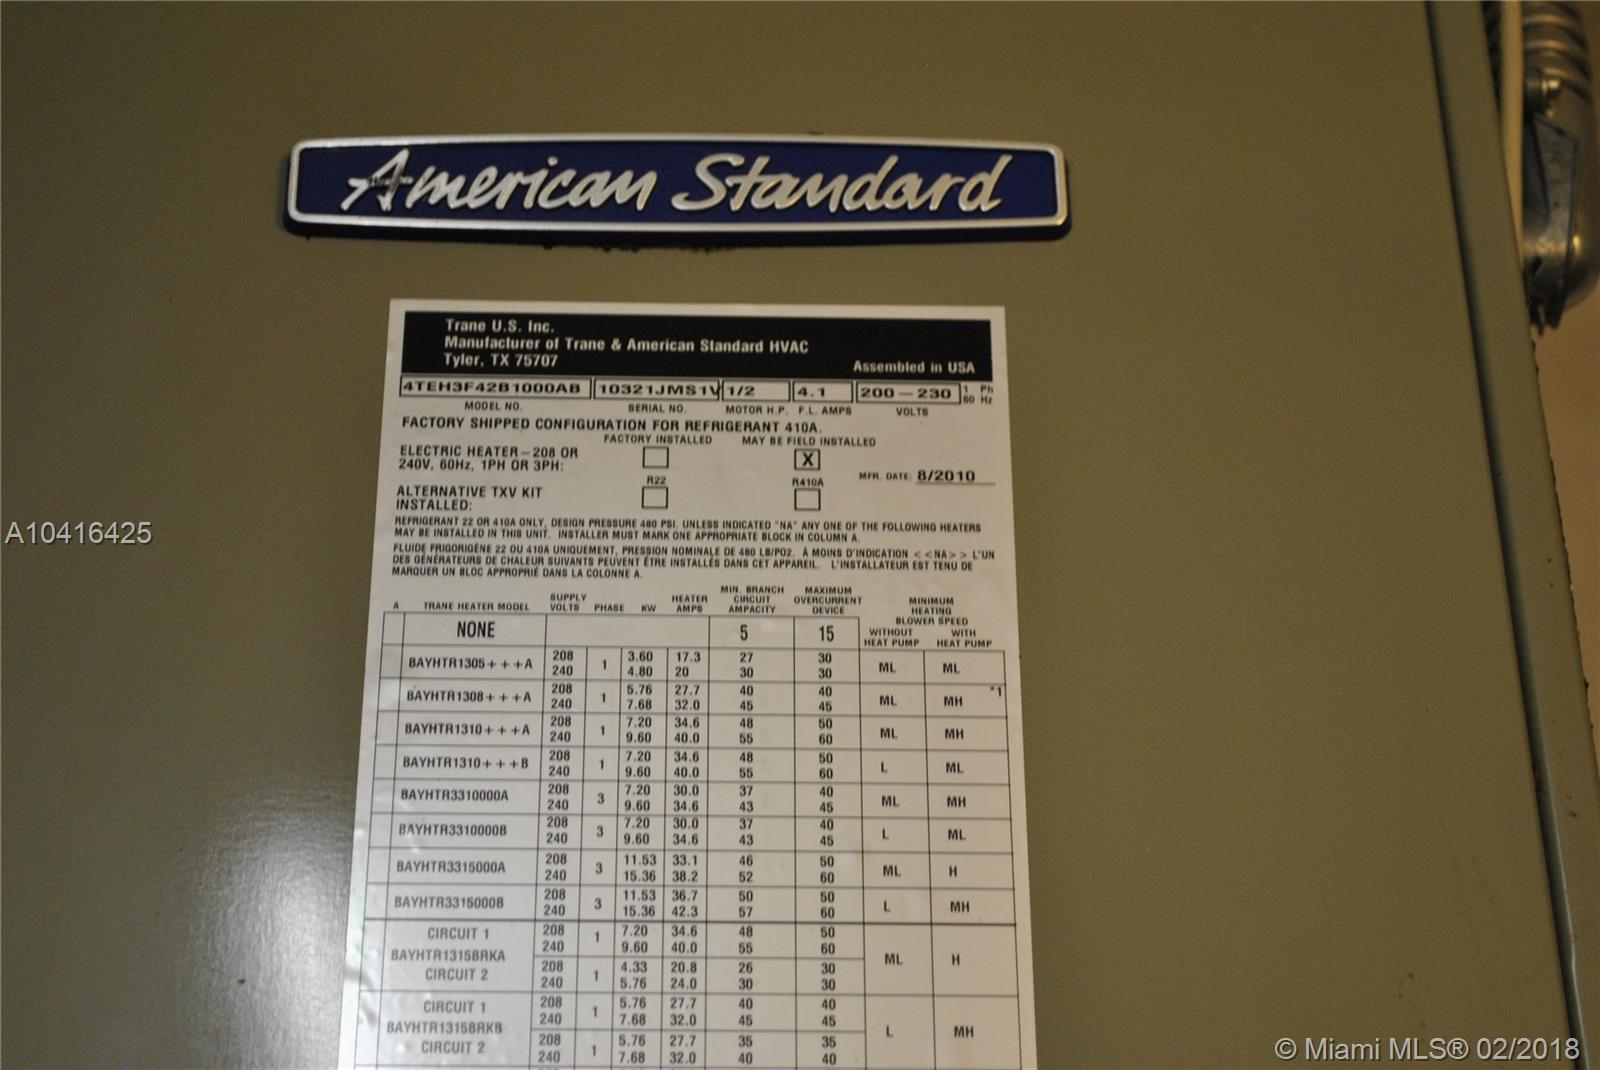 American Standard
Trane U.S. Inc.
Manufacturer of Trane & American Standard HVAC
Tyler, TX 75707
Assembled in USA
4TEH3F42B1000AB 10321JMS1V 1/2 4.1 200 – 230 1 Ph
60 Hz
MODEL NO. SERIAL NO. MOTOR H.P. F.L. AMPS VOLTS
FACTORY SHIPPED CONFIGURATION FOR REFRIGERANT 410A.
FACTORY INSTALLED MAY BE FIELD INSTALLED
ELECTRIC HEATER – 208 OR
240V, 60Hz, 1PH OR 3PH: X
MFR. DATE: 8/2010
R22 R410A
ALTERNATIVE TXV KIT
INSTALLED:
REFRIGERANT 22 OR 410A ONLY, DESIGN PRESSURE 480 PSI. UNLESS INDICATED "NA" ANY ONE OF THE FOLLOWING HEATERS
MAY BE INSTALLED IN THIS UNIT. INSTALLER MUST MARK ONE APPROPRIATE BLOCK IN COLUMN A.
FLUIDE FRIGORIGÈNE 22 OU 410A UNIQUEMENT, PRESSION NOMINALE DE 480 LB/PO2. À MOINS D'INDICATION < <NA> > L'UN
DES GÉNÉRATEURS DE CHALEUR SUIVANTS PEUVENT ÊTRE INSTALLÉS DANS CET APPAREIL. L'INSTALLATEUR EST TENU DE
MARQUER UN BLOC APPROPRIÉ DANS LA COLONNE A.
A TRANE HEATER MODEL SUPPLY VOLTS PHASE KW HEATER AMPS MIN. BRANCH CIRCUIT AMPACITY MAXIMUM OVERCURRENT DEVICE MINIMUM HEATING BLOWER SPEED
WITHOUT HEAT PUMP WITH HEAT PUMP
NONE 5 15
BAYHTR1305+++A 208 1 3.60 17.3 27 30 ML ML
240 4.80 20 30 30
BAYHTR1308+++A 208 1 5.76 27.7 40 40 ML MH *1
240 7.68 32.0 45 45
BAYHTR1310+++A 208 1 7.20 34.6 48 50 ML MH
240 9.60 40.0 55 60
BAYHTR1310+++B 208 1 7.20 34.6 48 50 L ML
240 9.60 40.0 55 60
BAYHTR3310000A 208 3 7.20 30.0 37 40 ML MH
240 9.60 34.6 43 45
BAYHTR3310000B 208 3 7.20 30.0 37 40 L ML
240 9.60 34.6 43 45
BAYHTR3315000A 208 3 11.53 33.1 46 50 ML H
240 15.36 38.2 52 60
BAYHTR3315000B 208 3 11.53 36.7 50 50 L MH
240 15.36 42.3 57 60
CIRCUIT 1 208 1 7.20 34.6 48 50
240 9.60 40.0 55 60
BAYHTR1315BRKA ML H
CIRCUIT 2 208 1 4.33 20.8 26 30
240 5.76 24.0 30 30
CIRCUIT 1 208 1 5.76 27.7 40 40
240 7.68 32.0 45 45
BAYHTR1315BRKB L MH
CIRCUIT 2 208 1 5.76 27.7 35 35
240 7.68 32.0 40 40
A10416425
© Miami MLS® 02/2018